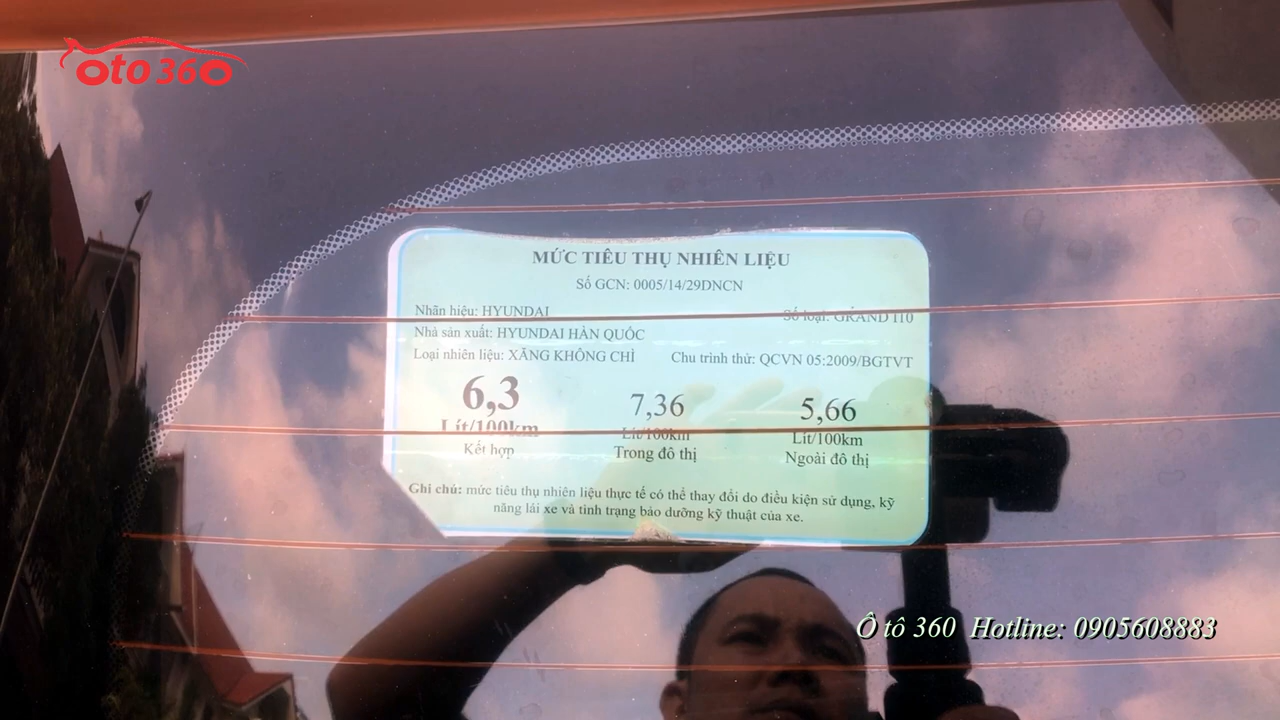 oto 360
MỨC TIÊU THỤ NHIÊN LIỆU
Số GCN: 0005/14/29DNCN
Nhãn hiệu: HYUNDAI
Số loại: GRAND I10
Nhà sản xuất: HYUNDAI HÀN QUỐC
Loại nhiên liệu: XĂNG KHÔNG CHÌ
Chu trình thử: QCVN 05:2009/BGTVT
6,3
7,36
5,66
Lít/100km
Lít/100km
Lít/100km
Kết hợp
Trong đô thị
Ngoài đô thị
Ghi chú: mức tiêu thụ nhiên liệu thực tế có thể thay đổi do điều kiện sử dụng, kỹ
năng lái xe và tình trạng bảo dưỡng kỹ thuật của xe.
Ô tô 360 Hotline: 0905608883